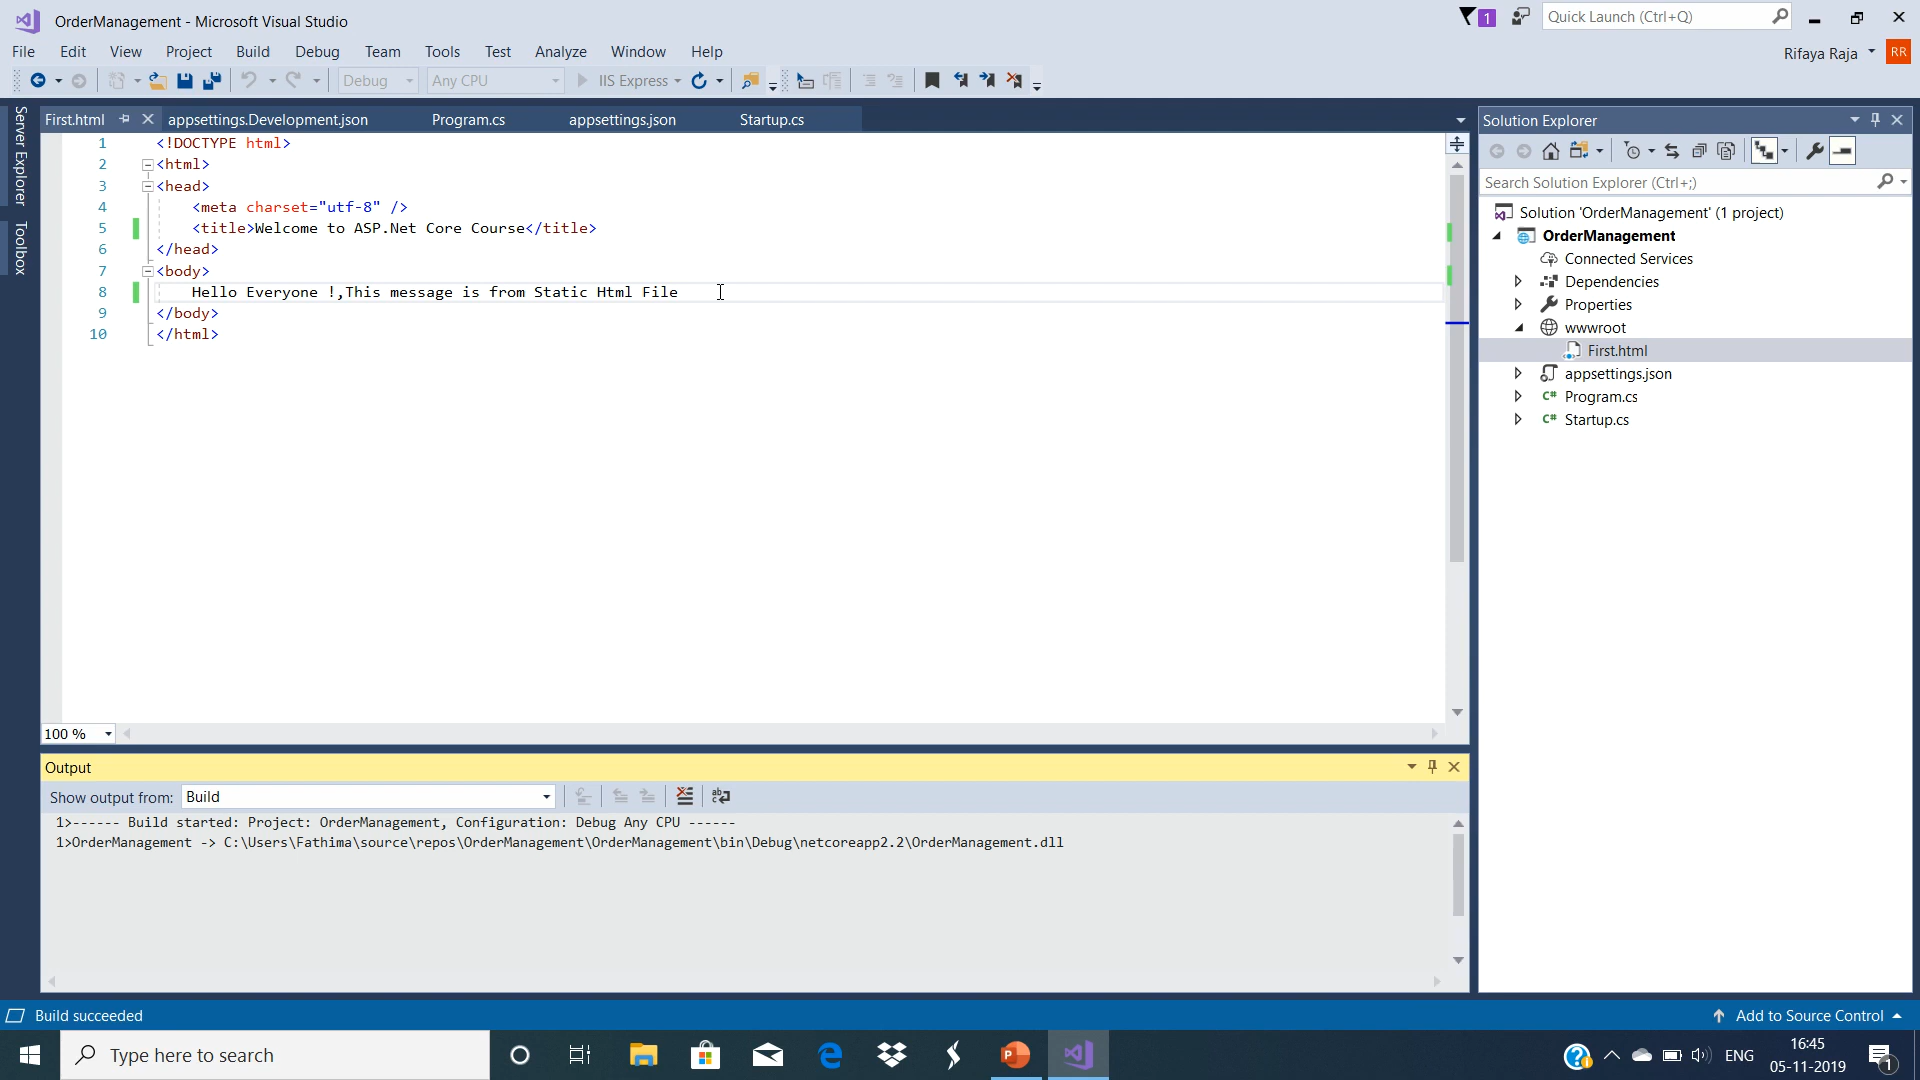 OrderManagement - Microsoft Visual Studio
1
Quick Launch (Ctrl+Q)
File Edit View Project Build Debug Team Tools Test Analyze Window Help
Rifaya Raja RR
Debug Any CPU IIS Express
Server Explorer
Toolbox
First.html appsettings.Development.json Program.cs appsettings.json Startup.cs
1 <!DOCTYPE html>
2 <html>
3 <head>
4 <meta charset="utf-8" />
5 <title>Welcome to ASP.Net Core Course</title>
6 </head>
7 <body>
8 Hello Everyone !,This message is from Static Html File
9 </body>
10 </html>
100 %
Solution Explorer
Search Solution Explorer (Ctrl+;)
Solution 'OrderManagement' (1 project)
OrderManagement
Connected Services
Dependencies
Properties
wwwroot
First.html
appsettings.json
C# Program.cs
C# Startup.cs
Output
Show output from: Build
1>------ Build started: Project: OrderManagement, Configuration: Debug Any CPU ------
1>OrderManagement -> C:\Users\Fathima\source\repos\OrderManagement\OrderManagement\bin\Debug\netcoreapp2.2\OrderManagement.dll
Build succeeded
Add to Source Control
Type here to search
ENG
16:45
05-11-2019
1